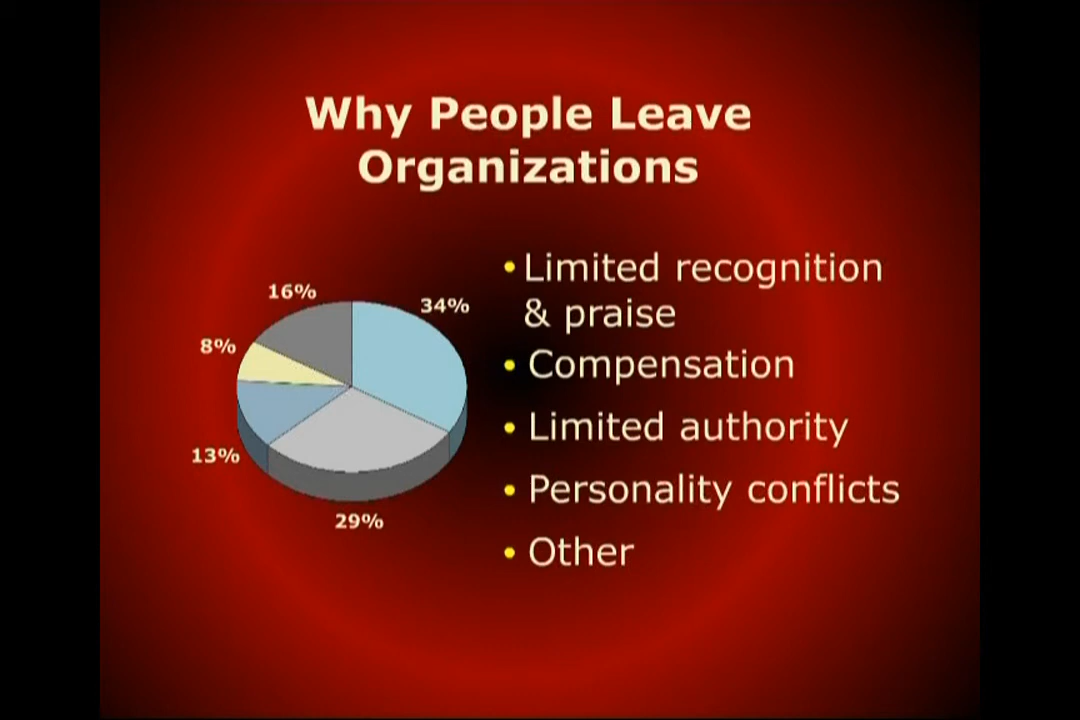 Why People Leave
Organizations
• Limited recognition
& praise
• Compensation
• Limited authority
• Personality conflicts
• Other
16%
34%
8%
13%
29%